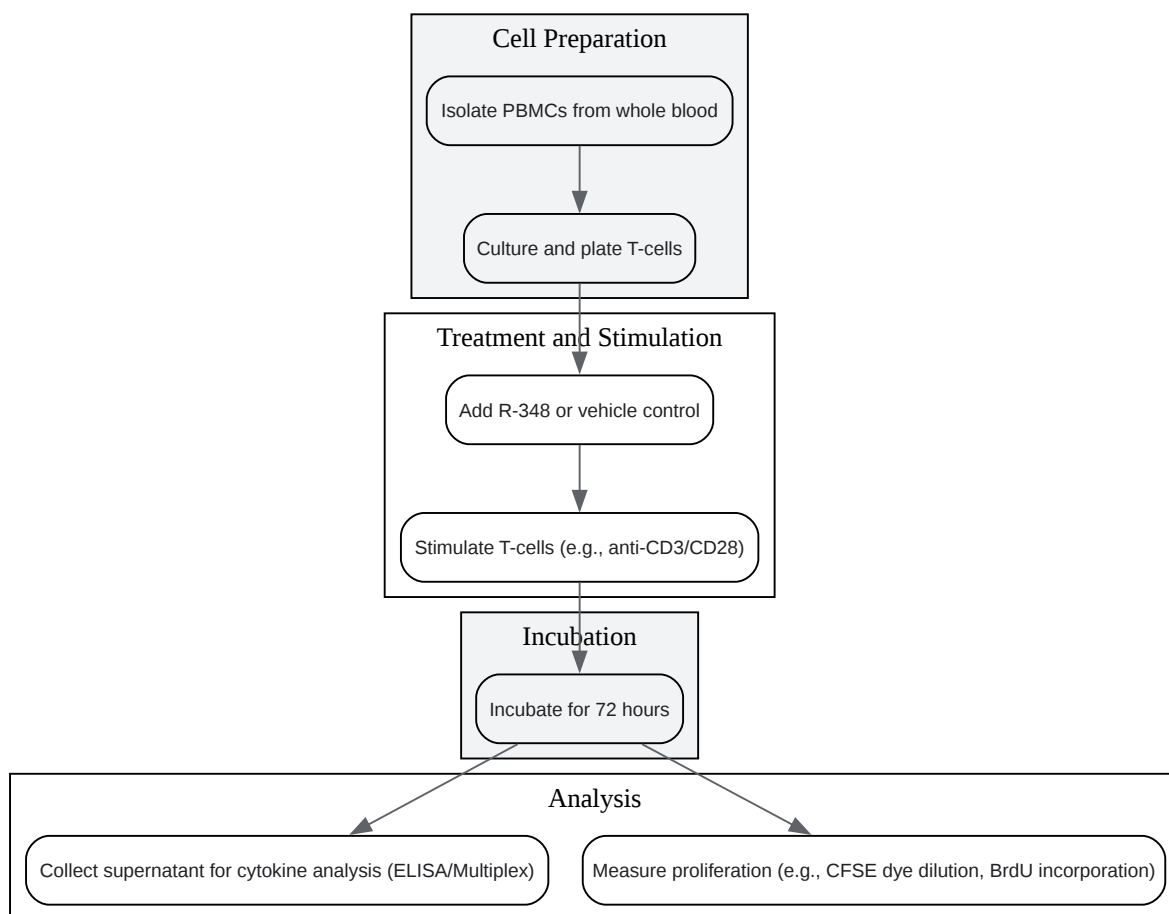 Cell Preparation
Isolate PBMCs from whole blood
Culture and plate T-cells
Treatment and Stimulation
Add R-348 or vehicle control
Stimulate T-cells (e.g., anti-CD3/CD28)
Incubation
Incubate for 72 hours
Analysis
Collect supernatant for cytokine analysis (ELISA/Multiplex)
Measure proliferation (e.g., CFSE dye dilution, BrdU incorporation)